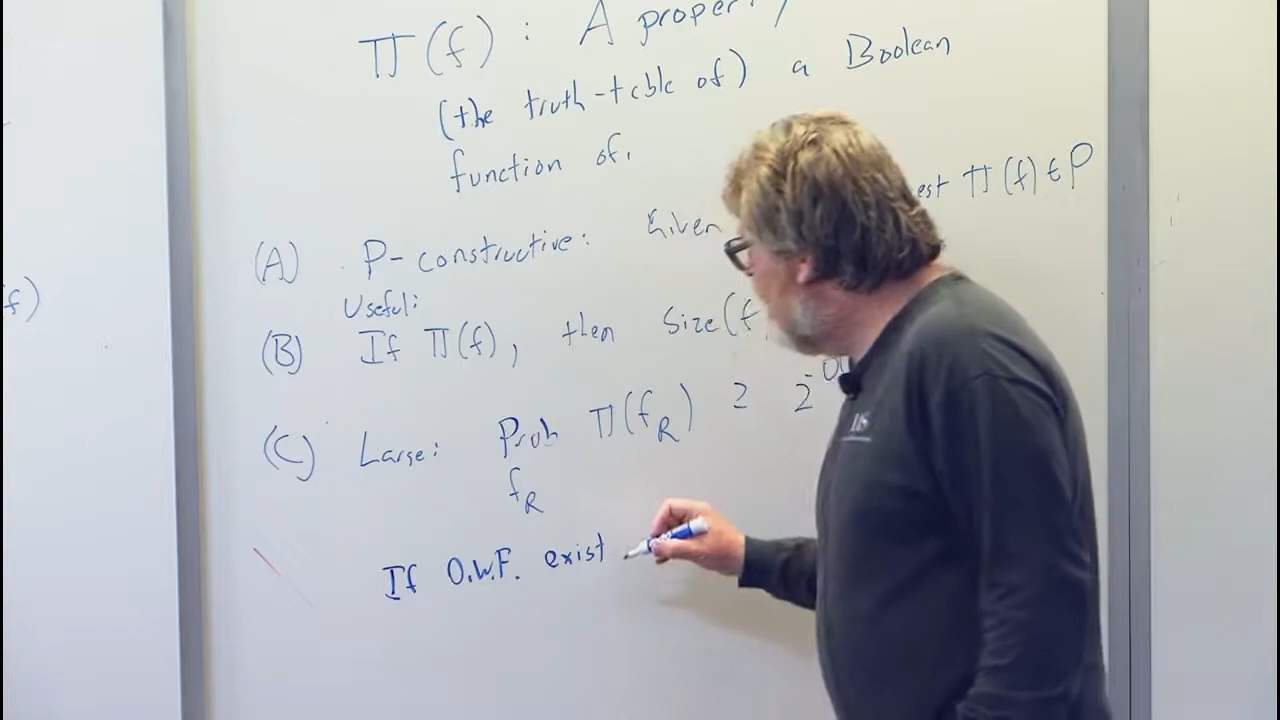 Π(f) : A propert
(the truth-table of) a Boolean
function of.
(A) P-constructive: Given est Π(f) ∈ P
Useful:
(B) If Π(f), then Size(f
f)
(C) Large: Prob Π(f_R) ≥ 2^-O(
f_R
If O.W.F. exist